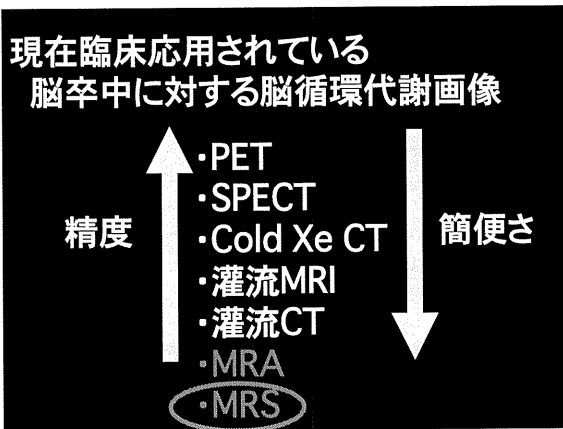 現在臨床応用されている
脳卒中に対する脳循環代謝画像
・PET
・SPECT
精度
・Cold Xe CT
簡便さ
・灌流MRI
・灌流CT
・MRA
・MRS